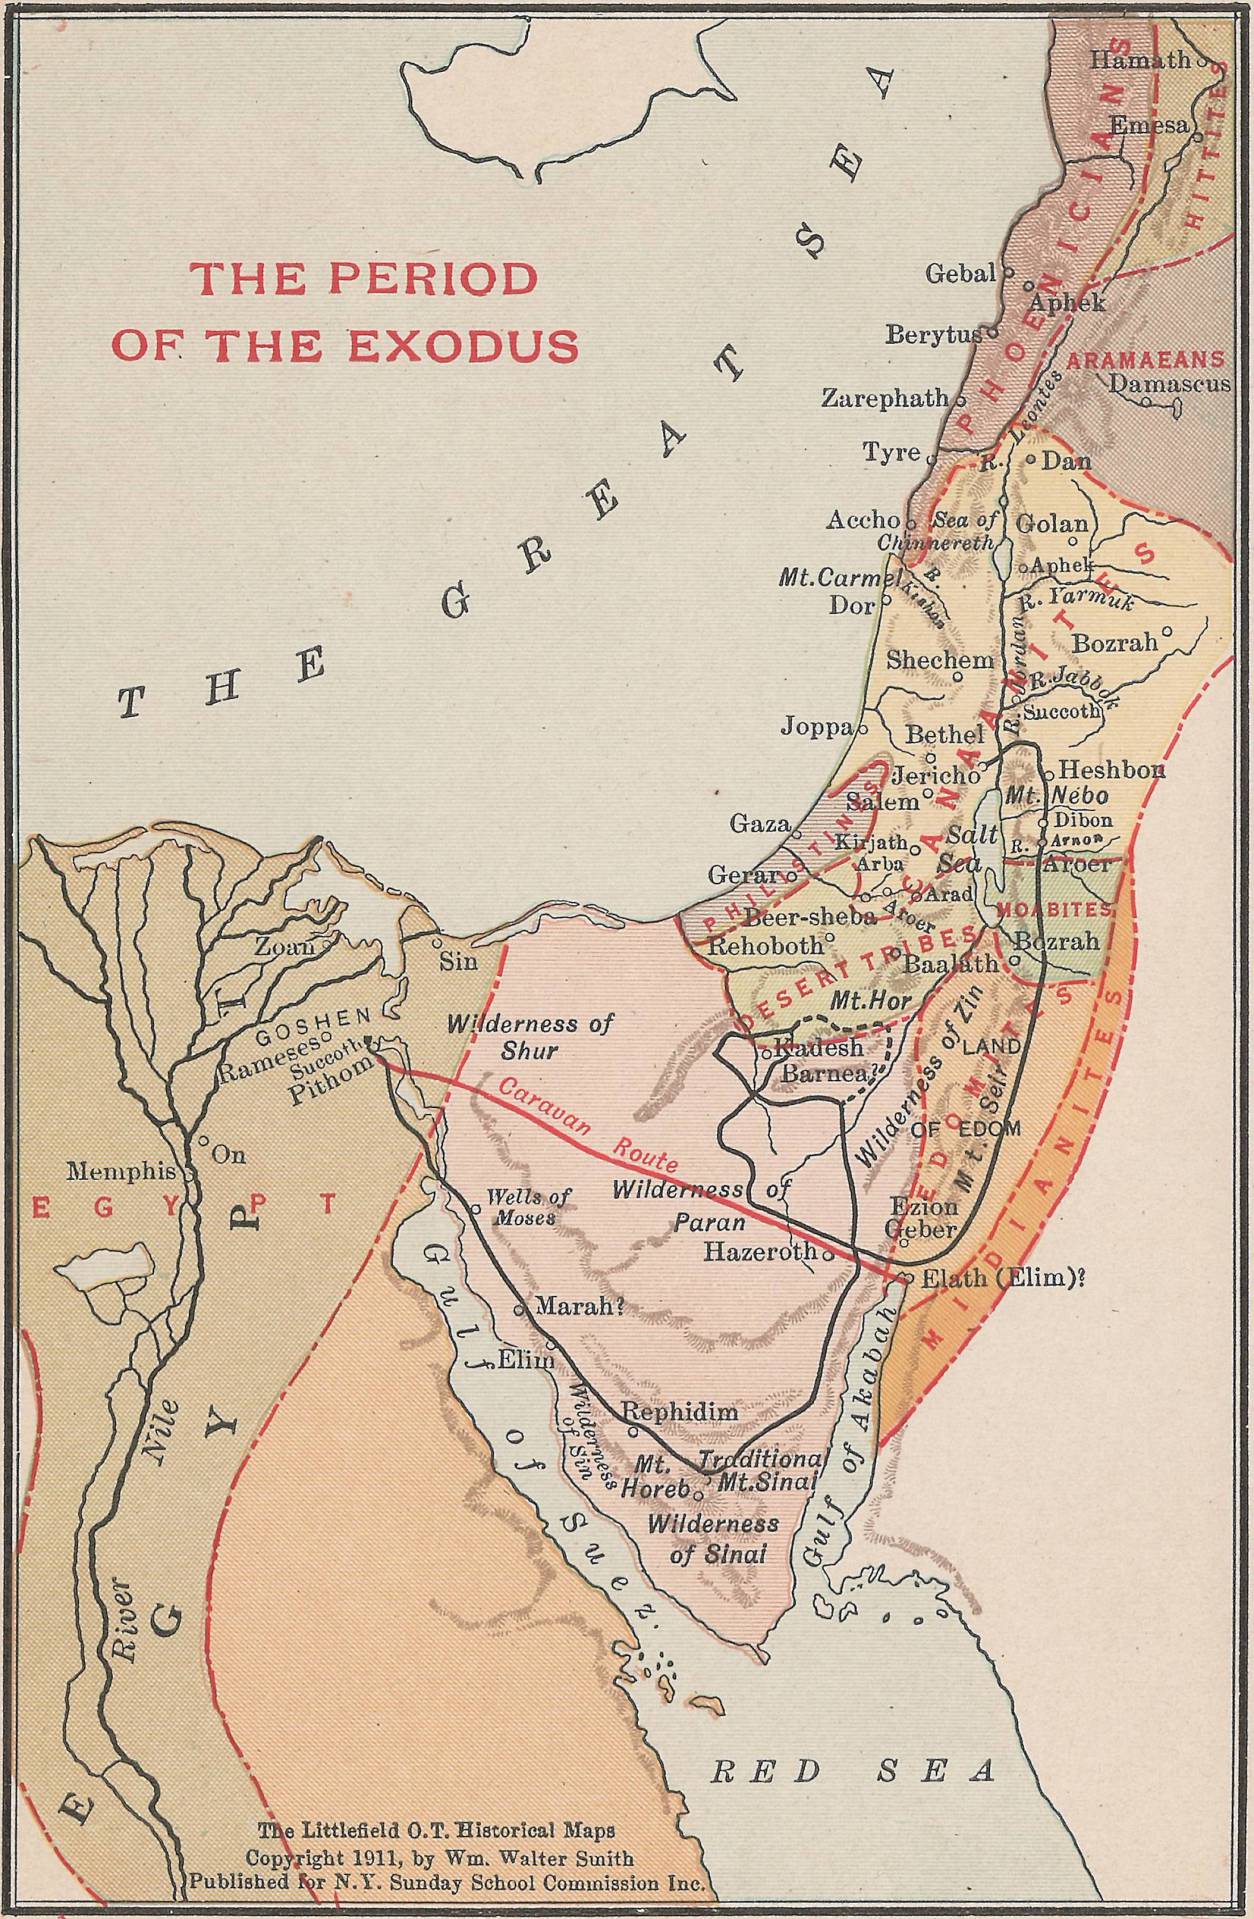 THE PERIOD
OF THE EXODUS
THE GREAT SEA
Hamath
HITTITES
Emesa
PHOENICIANS
Gebal
Aphek
Berytus
ARAMAEANS
Damascus
Zarephath
R. Leontes
Tyre
Dan
Accho
Sea of
Chinnereth
Golan
Mt. Carmel
R. Kishon
Aphek
Dor
R. Yarmuk
CANAANITES
Bozrah
Shechem
R. Jordan
R. Jabbok
Succoth
Joppa
Bethel
Jericho
Heshbon
Salem
Mt. Nebo
Gaza
Dibon
Kirjath
Arba
Salt
Sea
R. Arnon
PHILISTINES
Gerar
Aroer
Arad
MOABITES
Beer-sheba
Aroer
Rehoboth
Bozrah
Baalath
DESERT TRIBES
Mt. Hor
Zoan
Sin
GOSHEN
Rameses
Succoth
Pithom
Wilderness of
Shur
Kadesh
Barnea?
Wilderness of Zin
LAND
OF EDOM
Mt. Seir
EDOMITES
MIDIANITES
Caravan Route
On
Memphis
EGYPT
Wells of
Moses
Wilderness of
Paran
Ezion
Geber
Hazeroth
Elath (Elim)?
Marah?
Elim
Gulf of Suez.
Wilderness
of Sin
Rephidim
Gulf of Akabah
Mt.
Horeb
Traditional
Mt. Sinai
Wilderness
of Sinai
River Nile
EGYPT
RED SEA
The Littlefield O.T. Historical Maps
Copyright 1911, by Wm. Walter Smith
Published for N.Y. Sunday School Commission Inc.